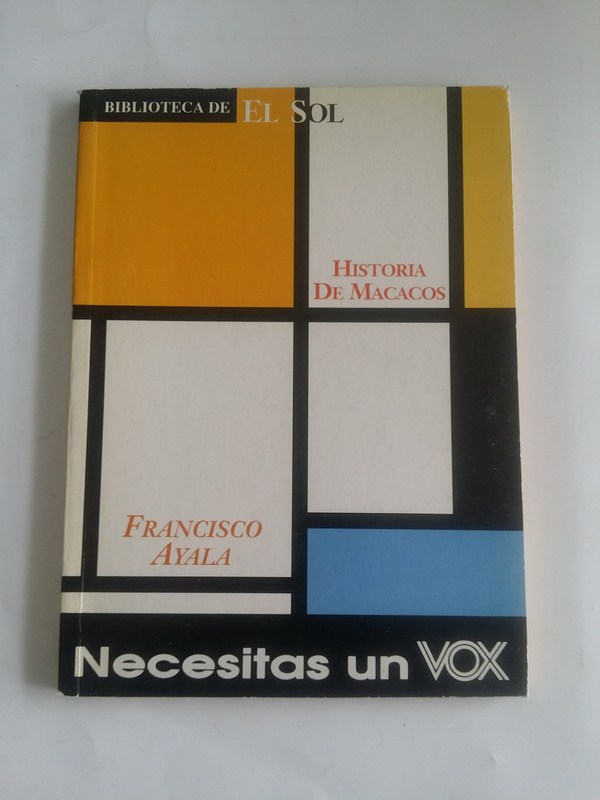 BIBLIOTECA DE EL SOL
HISTORIA
DE MACACOS
FRANCISCO
AYALA
Necesitas un VOX